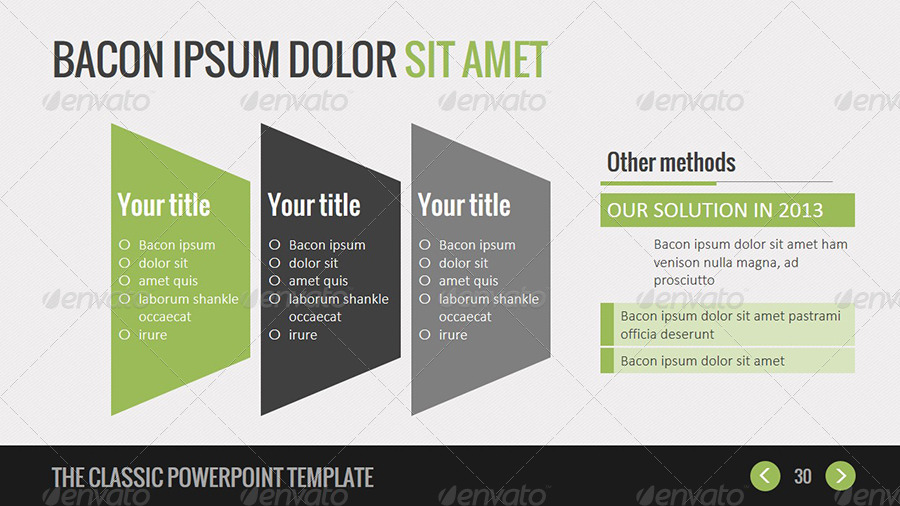 BACON IPSUM DOLOR SIT AMET
Your title
Bacon ipsum
dolor sit
amet quis
laborum shankle
occaecat
irure
Your title
Bacon ipsum
dolor sit
amet quis
laborum shankle
occaecat
irure
Your title
Bacon ipsum
dolor sit
amet quis
laborum shankle
occaecat
irure
Other methods
OUR SOLUTION IN 2013
Bacon ipsum dolor sit amet ham
venison nulla magna, ad
prosciutto
Bacon ipsum dolor sit amet pastrami
officia deserunt
Bacon ipsum dolor sit amet
THE CLASSIC POWERPOINT TEMPLATE
30
envato